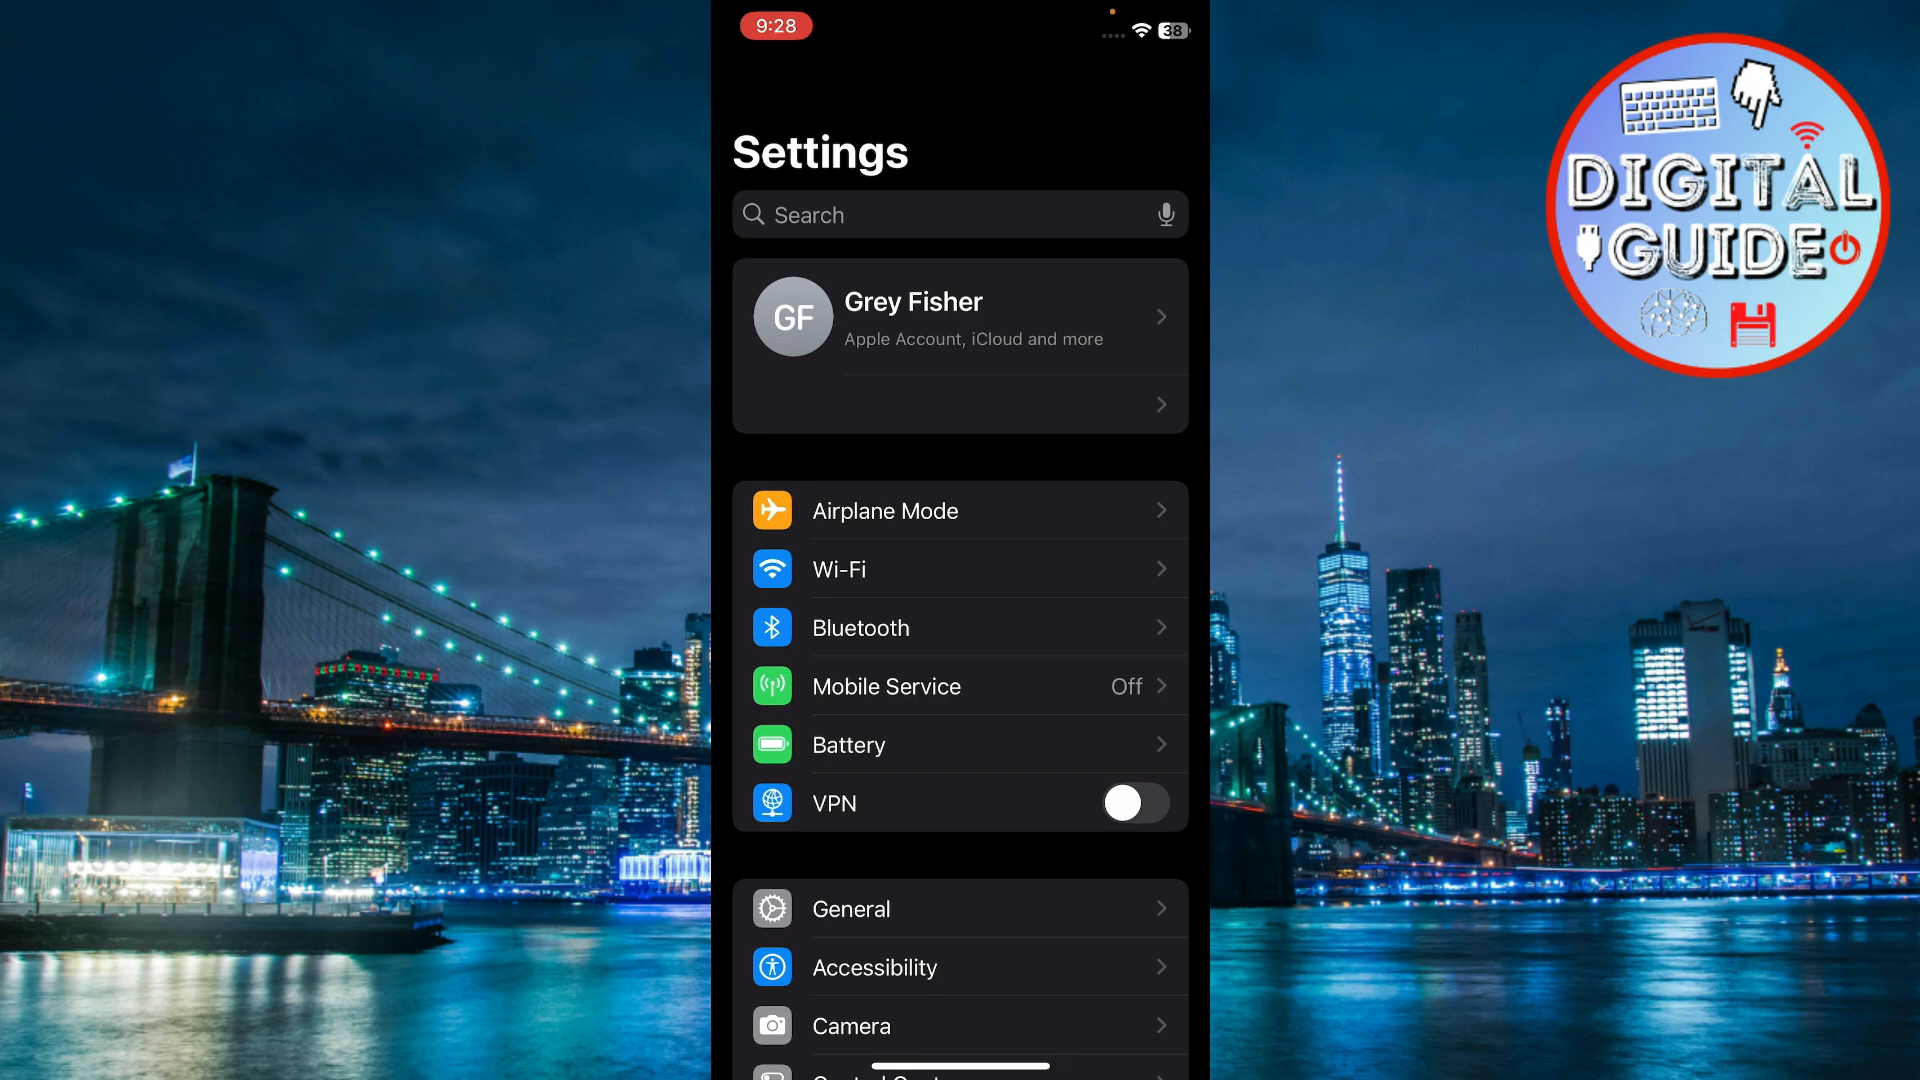 9:28
38
Settings
Search
GF
Grey Fisher
Apple Account, iCloud and more
Airplane Mode
Wi-Fi
Bluetooth
Mobile Service Off
Battery
VPN
General
Accessibility
Camera
DIGITAL
GUIDE